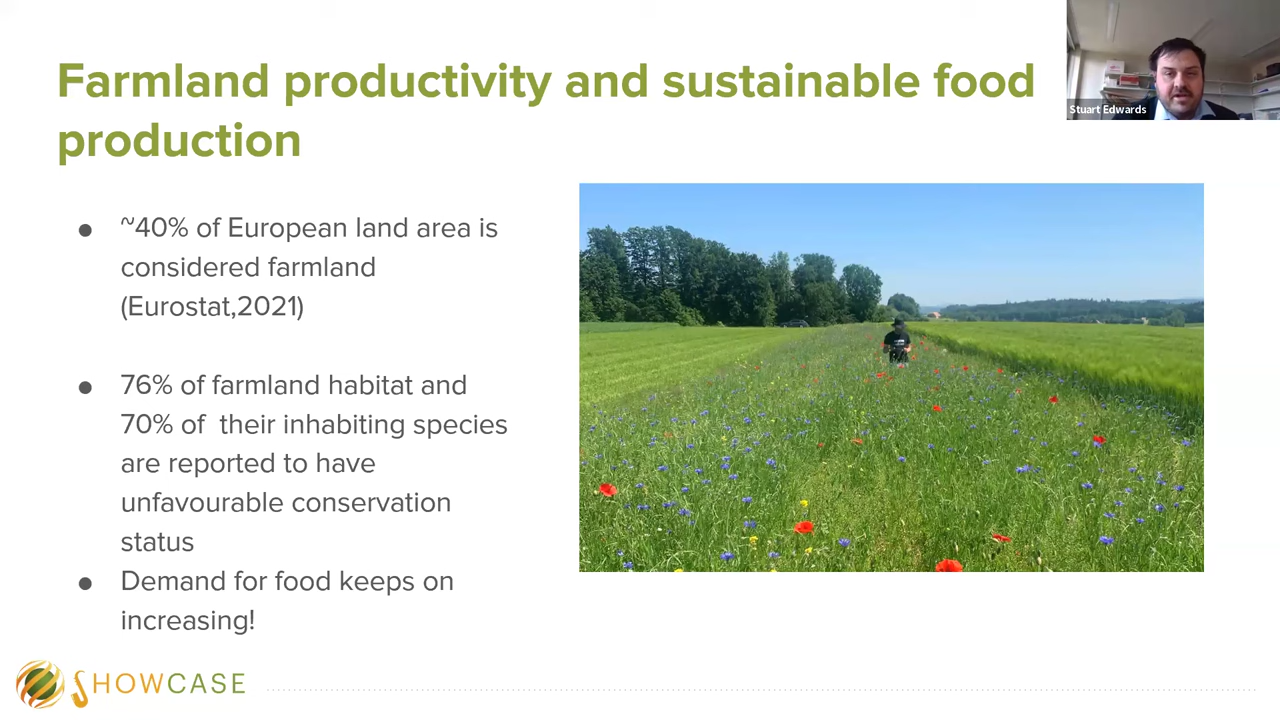 Farmland productivity and sustainable food
production
Stuart Edwards
● ~40% of European land area is
considered farmland
(Eurostat,2021)
● 76% of farmland habitat and
70% of  their inhabiting species
are reported to have
unfavourable conservation
status
● Demand for food keeps on
increasing!
SHOWCASE